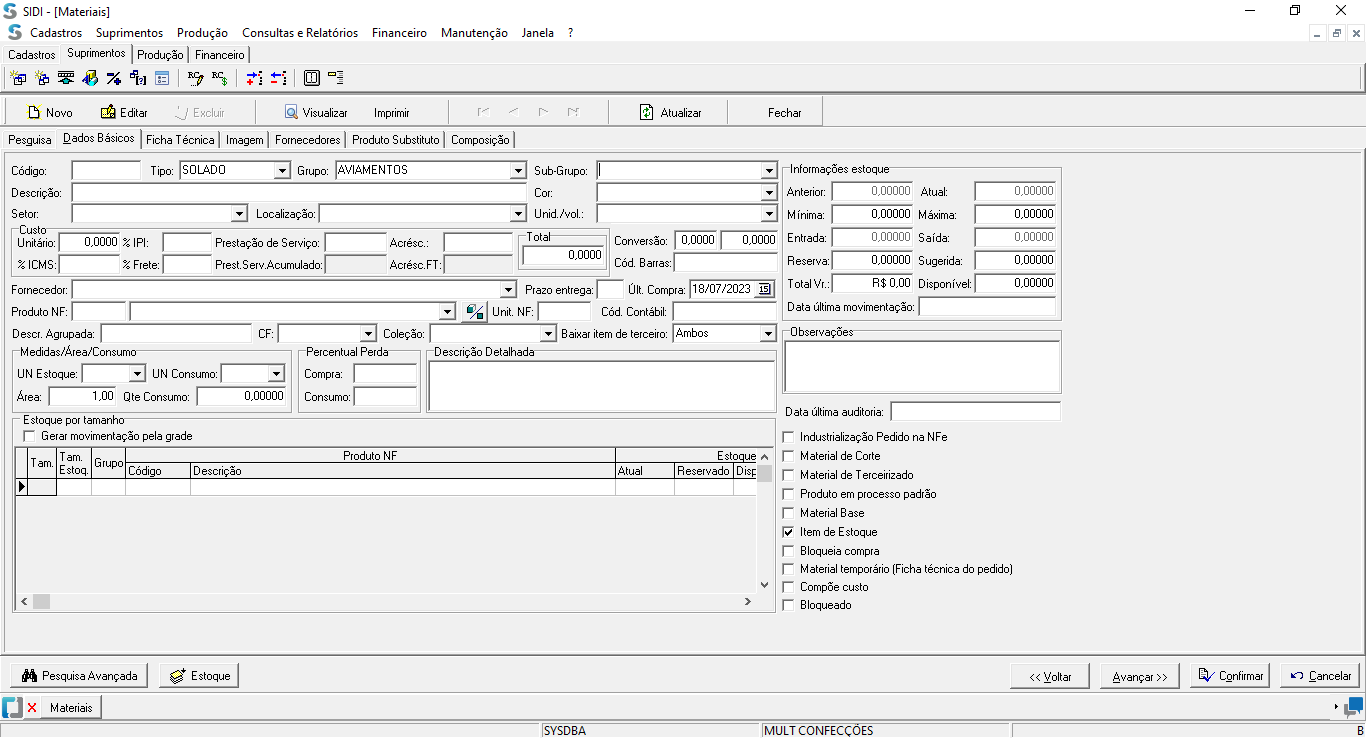 SIDI - [Materiais]
Cadastros Suprimentos Produção Consultas e Relatórios Financeiro Manutenção Janela ?
Cadastros Suprimentos Produção Financeiro
Novo Editar Excluir Visualizar Imprimir Atualizar Fechar
Pesquisa Dados Básicos Ficha Técnica Imagem Fornecedores Produto Substituto Composição
Código: Tipo: SOLADO Grupo: AVIAMENTOS Sub-Grupo:
Descrição: Cor:
Setor: Localização: Unid./vol.:
Custo
Unitário: 0,0000 % IPI: Prestação de Serviço: Acrésc.: Total 0,0000 Conversão: 0,0000 0,0000
% ICMS: % Frete: Prest.Serv.Acumulado: Acrésc.FT: Cód. Barras:
Fornecedor: Prazo entrega: Últ. Compra: 18/07/2023 15
Produto NF: Unit. NF: Cód. Contábil:
Descr. Agrupada: CF: Coleção: Baixar item de terceiro: Ambos
Medidas/Área/Consumo
UN Estoque: UN Consumo:
Área: 1,00 Qte Consumo: 0,00000
Percentual Perda
Compra:
Consumo:
Descrição Detalhada
Estoque por tamanho
Gerar movimentação pela grade
Tam. Tam. Estoq. Grupo Produto NF Estoque
Código Descrição Atual Reservado Disp
Informações estoque
Anterior: 0,00000 Atual: 0,00000
Mínima: 0,00000 Máxima: 0,00000
Entrada: 0,00000 Saída: 0,00000
Reserva: 0,00000 Sugerida: 0,00000
Total Vr.: R$ 0,00 Disponível: 0,00000
Data última movimentação:
Observações
Data última auditoria:
Industrialização Pedido na NFe
Material de Corte
Material de Terceirizado
Produto em processo padrão
Material Base
Item de Estoque
Bloqueia compra
Material temporário (Ficha técnica do pedido)
Compõe custo
Bloqueado
Pesquisa Avançada Estoque << Voltar Avançar >> Confirmar Cancelar
Materiais
SYSDBA MULT CONFECÇÕES B